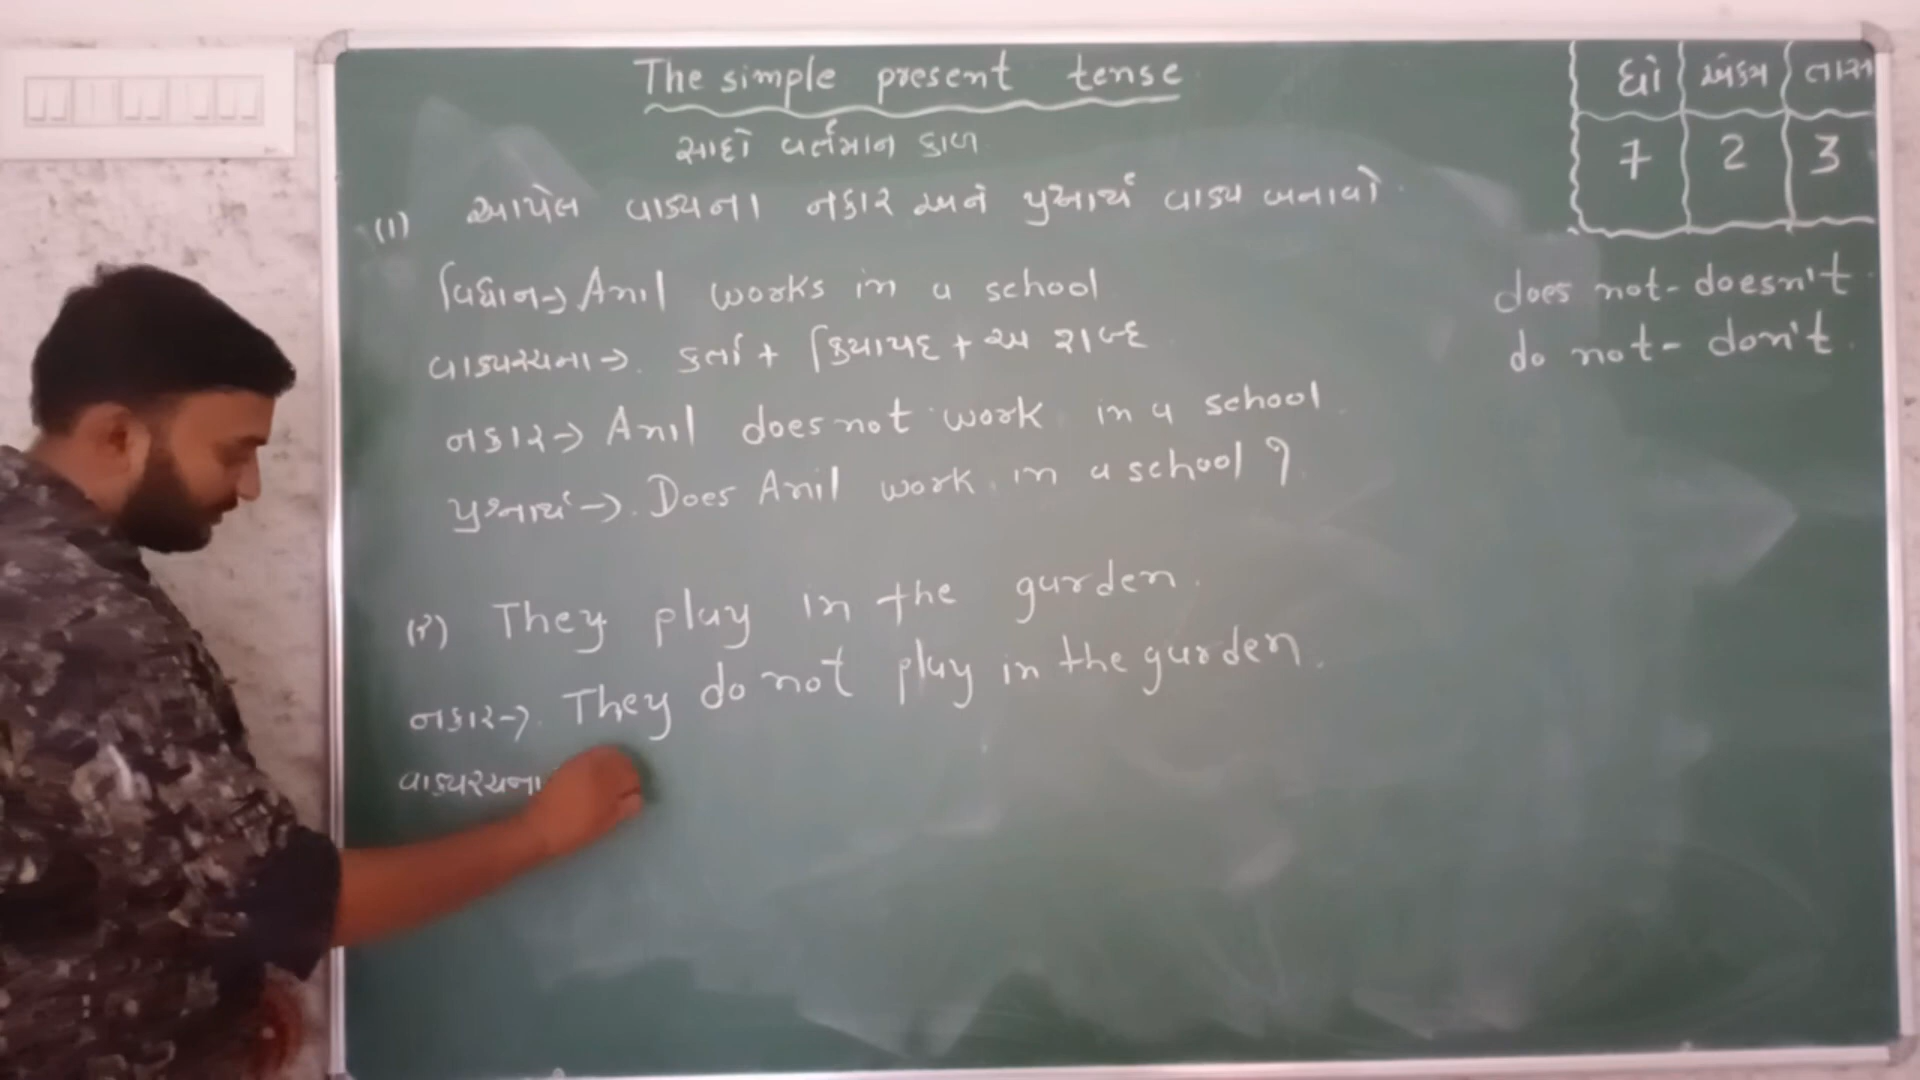 The simple present tense
સાદો વર્તમાન કાળ
ધો એકમ તાસ
7 2 3
(1) આપેલ વાક્યના નકાર અને પ્રશ્નાર્થ વાક્ય બનાવો.
વિધાન→ Anil works in a school
વાક્યરચના→. કર્તા + ક્રિયાપદ + અ શબ્દ
નકાર→ Anil does not work in a school.
પ્રશ્નાર્થ→. Does Anil work in a school ?
does not - doesn't
do not - don't.
(૨) They play in the garden.
નકાર→. They do not play in the garden.
વાક્યરચના